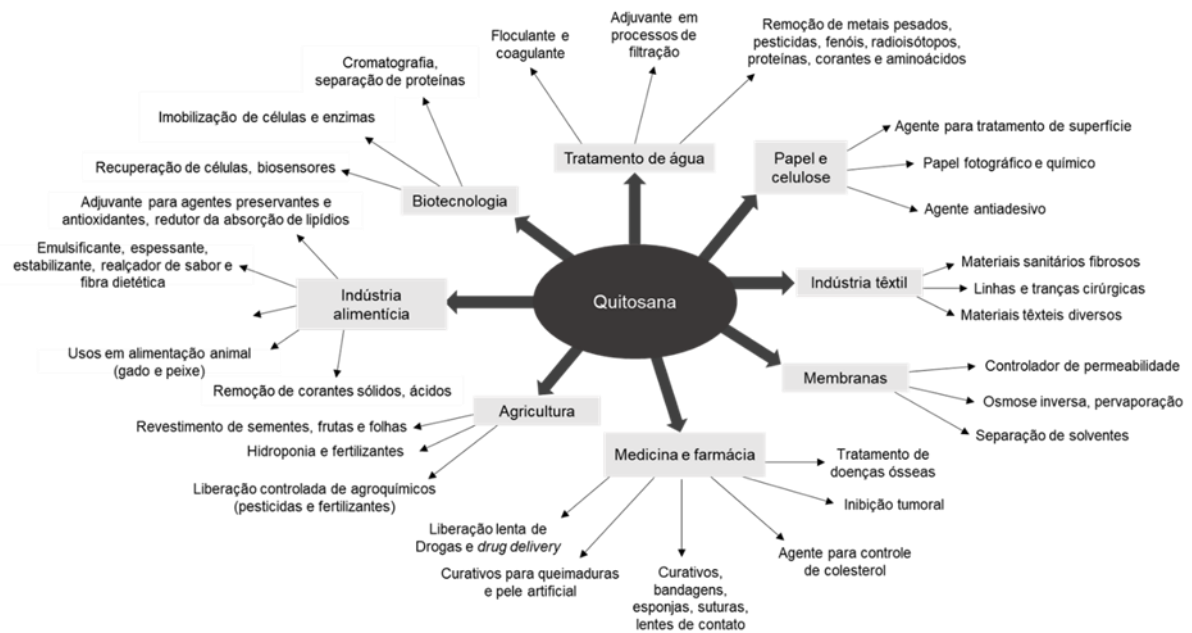 Floculante e
coagulante
Adjuvante em
processos de
filtração
Remoção de metais pesados,
pesticidas, fenóis, radioisótopos,
proteínas, corantes e aminoácidos
Cromatografia,
separação de proteínas
Imobilização de células e enzimas
Recuperação de células, biosensores
Biotecnologia
Tratamento de água
Papel e
celulose
Agente para tratamento de superfície
Papel fotográfico e químico
Agente antiadesivo
Adjuvante para agentes preservantes e
antioxidantes, redutor da absorção de lipídios
Emulsificante, espessante,
estabilizante, realçador de sabor e
fibra dietética
Indústria
alimentícia
Usos em alimentação animal
(gado e peixe)
Remoção de corantes sólidos, ácidos
Quitosana
Indústria têxtil
Materiais sanitários fibrosos
Linhas e tranças cirúrgicas
Materiais têxteis diversos
Membranas
Controlador de permeabilidade
Osmose inversa, pervaporação
Separação de solventes
Agricultura
Revestimento de sementes, frutas e folhas
Hidroponia e fertilizantes
Liberação controlada de agroquímicos
(pesticidas e fertilizantes)
Medicina e farmácia
Tratamento de
doenças ósseas
Inibição tumoral
Agente para controle
de colesterol
Curativos,
bandagens,
esponjas, suturas,
lentes de contato
Curativos para queimaduras
e pele artificial
Liberação lenta de
Drogas e drug delivery